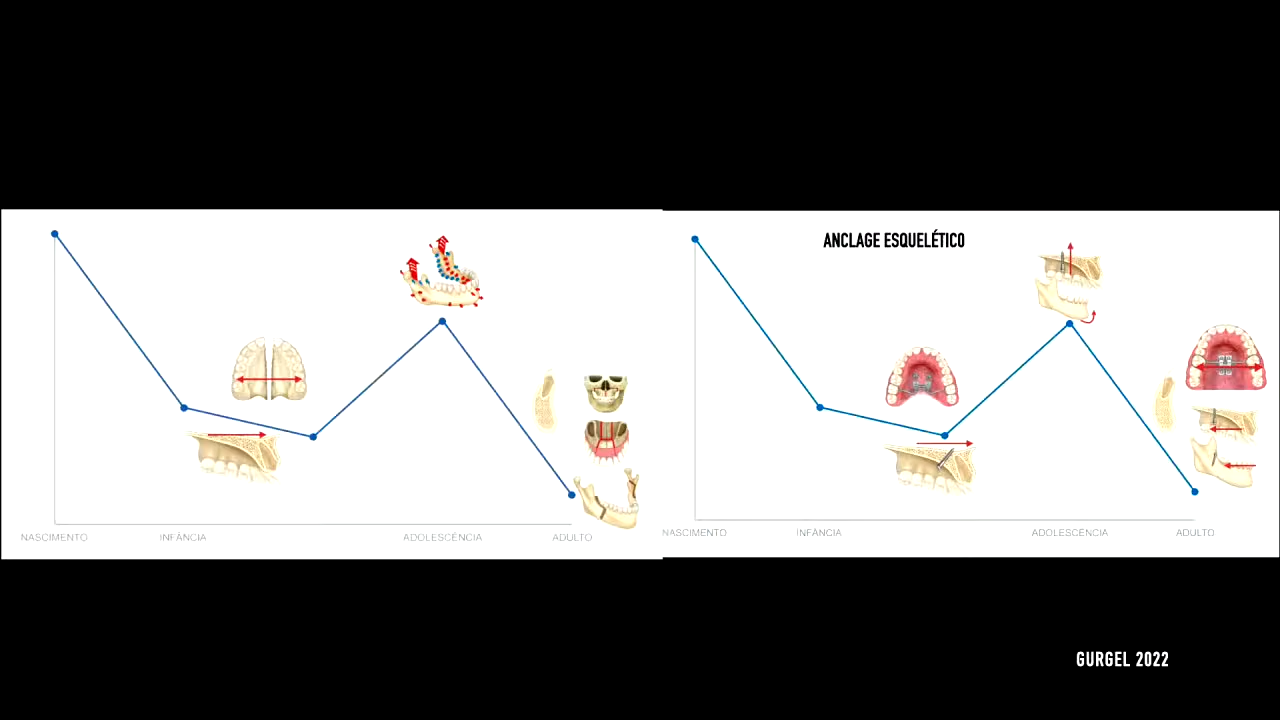 ANCLAGE ESQUELÉTICO
NASCIMENTO
INFÂNCIA
ADOLESCÊNCIA
ADULTO
NASCIMENTO
INFÂNCIA
ADOLESCÊNCIA
ADULTO
GURGEL 2022